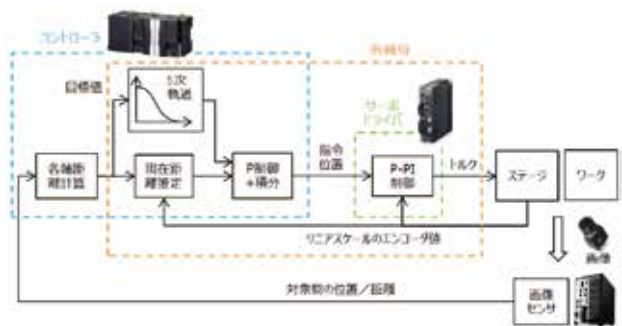 コントローラ
各軸毎
目標値
5次
軌道
サーボ
ドライバ
指令
位置
各軸距
離計算
現在距
離推定
P制御
+積分
P-PI
制御
トルク
ステージ
ワーク
リニアスケールのエンコーダ値
画像
対象物の位置/距離
画像
センサ